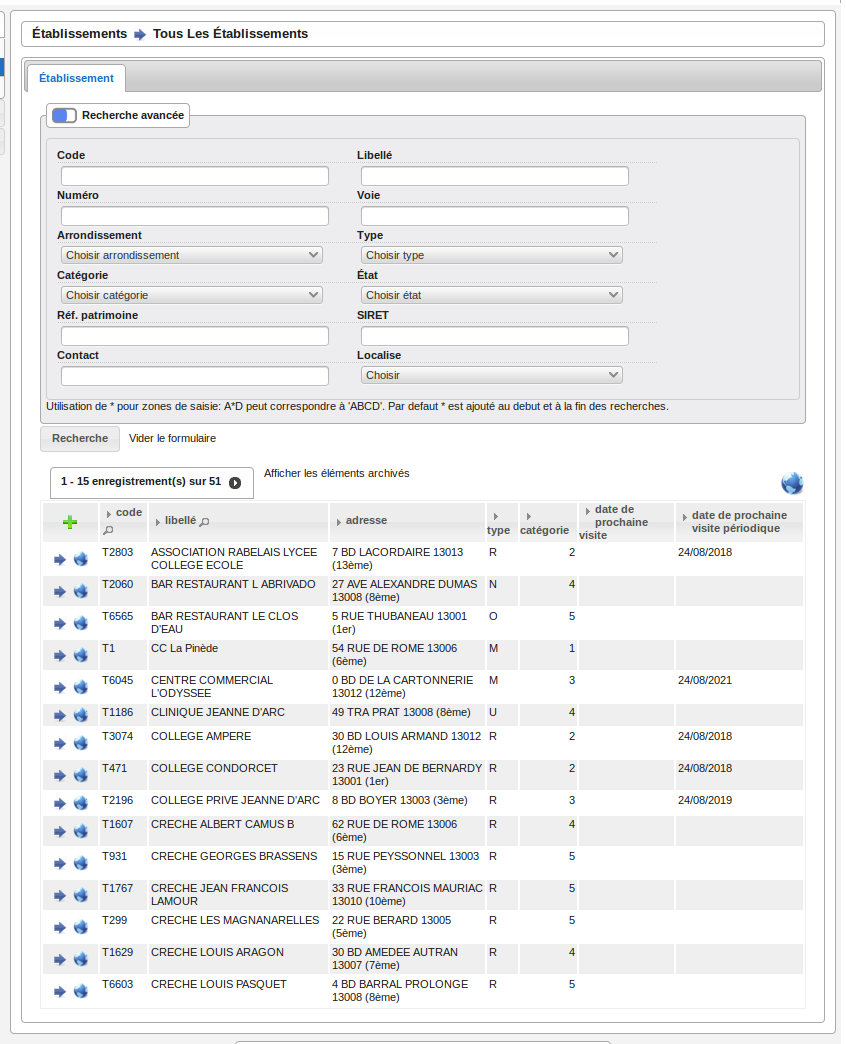 Établissements Tous Les Établissements
Établissement
Recherche avancée
Code Libellé
Numéro Voie
Arrondissement Type
Choisir arrondissement Choisir type
Catégorie État
Choisir catégorie Choisir état
Réf. patrimoine SIRET
Contact Localise
Choisir
Utilisation de * pour zones de saisie: A*D peut correspondre à 'ABCD'. Par defaut * est ajouté au debut et à la fin des recherches.
Recherche Vider le formulaire
1 - 15 enregistrement(s) sur 51 Afficher les éléments archivés
code libellé adresse type catégorie date de prochaine visite date de prochaine visite périodique
T2803 ASSOCIATION RABELAIS LYCEE 7 BD LACORDAIRE 13013 R 2 24/08/2018
COLLEGE ECOLE (13ème)
T2060 BAR RESTAURANT L ABRIVADO 27 AVE ALEXANDRE DUMAS N 4
13008 (8ème)
T6565 BAR RESTAURANT LE CLOS 5 RUE THUBANEAU 13001 O 5
D'EAU (1er)
T1 CC La Pinède 54 RUE DE ROME 13006 M 1
(6ème)
T6045 CENTRE COMMERCIAL 0 BD DE LA CARTONNERIE M 3 24/08/2021
L'ODYSSEE 13012 (12ème)
T1186 CLINIQUE JEANNE D'ARC 49 TRA PRAT 13008 (8ème) U 4
T3074 COLLEGE AMPERE 30 BD LOUIS ARMAND 13012 R 2 24/08/2018
(12ème)
T471 COLLEGE CONDORCET 23 RUE JEAN DE BERNARDY R 2 24/08/2018
13001 (1er)
T2196 COLLEGE PRIVE JEANNE D'ARC 8 BD BOYER 13003 (3ème) R 3 24/08/2019
T1607 CRECHE ALBERT CAMUS B 62 RUE DE ROME 13006 R 4
(6ème)
T931 CRECHE GEORGES BRASSENS 15 RUE PEYSSONNEL 13003 R 5
(3ème)
T1767 CRECHE JEAN FRANCOIS 33 RUE FRANCOIS MAURIAC R 5
LAMOUR 13010 (10ème)
T299 CRECHE LES MAGNANARELLES 22 RUE BERARD 13005 R 5
(5ème)
T1629 CRECHE LOUIS ARAGON 30 BD AMEDEE AUTRAN R 4
13007 (7ème)
T6603 CRECHE LOUIS PASQUET 4 BD BARRAL PROLONGE R 5
13008 (8ème)